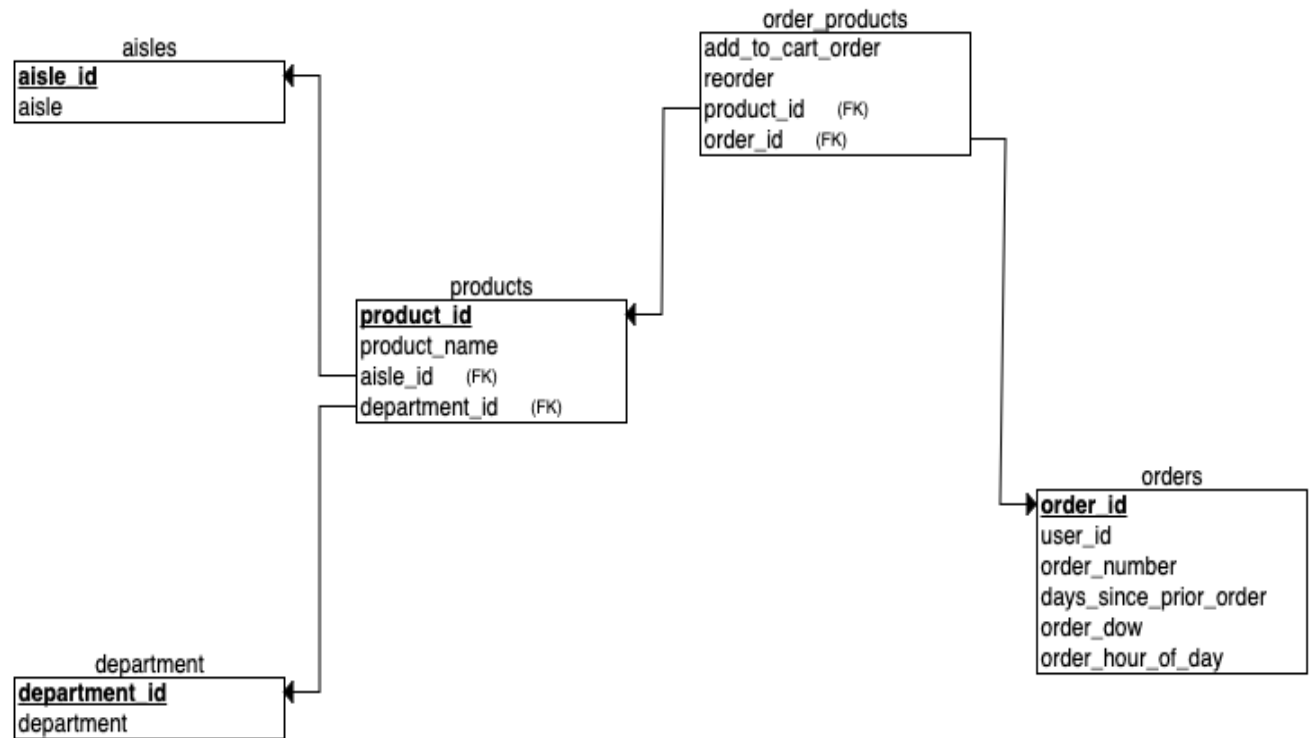 aisles
aisle_id
aisle
order_products
add_to_cart_order
reorder
product_id (FK)
order_id (FK)
products
product_id
product_name
aisle_id (FK)
department_id (FK)
orders
order_id
user_id
order_number
days_since_prior_order
order_dow
order_hour_of_day
department
department_id
department